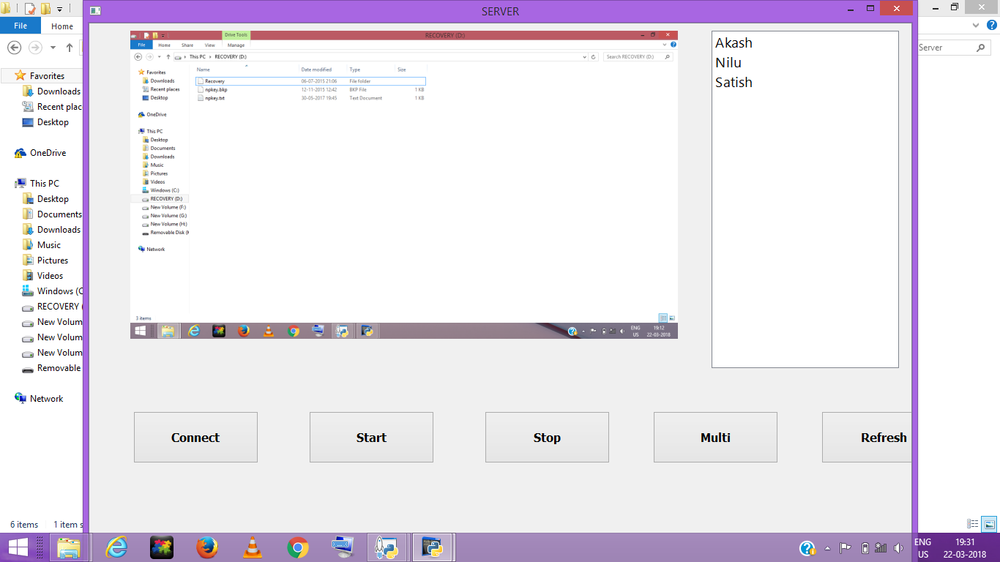 SERVER
File
Home
Server
Favorites
Downloads
Recent plac
Desktop
OneDrive
This PC
Desktop
Documents
Downloads
Music
Pictures
Videos
Windows (C
RECOVERY (
New Volum
New Volum
New Volum
Removable
Network
6 items 1 item s
Drive Tools
RECOVERY (D:)
File Home Share View Manage
This PC RECOVERY (D:)
Search RECOVERY (D:)
Favorites
Downloads
Recent places
Desktop
OneDrive
This PC
Desktop
Documents
Downloads
Music
Pictures
Videos
Windows (C:)
RECOVERY (D:)
New Volume (F:)
New Volume (G:)
New Volume (H:)
Removable Disk (
Network
Name Date modified Type Size
Recovery 06-07-2015 21:06 File folder
npkey.bkp 12-11-2015 12:42 BKP File 1 KB
npkey.txt 30-05-2017 19:45 Text Document 1 KB
3 items
ENG 19:12
US 22-03-2018
Akash
Nilu
Satish
Connect Start Stop Multi Refresh
ENG 19:31
US 22-03-2018